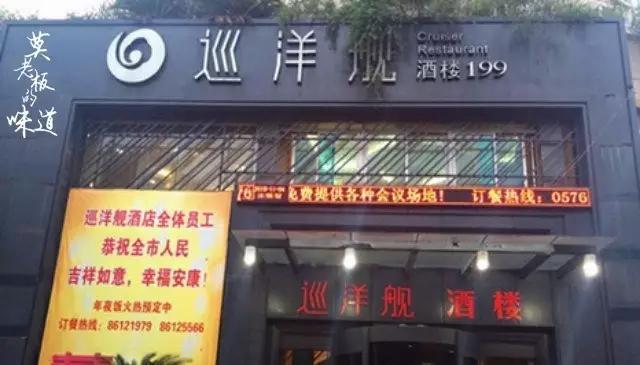 莫老板的
味道
巡洋舰
Cruiser
Restaurant
酒楼199
免费提供各种会议场地! 订餐热线:0576
巡洋舰酒店全体员工
恭祝全市人民
吉祥如意,幸福安康!
年夜饭火热预定中
订餐热线:86121979 86125566
巡洋舰 酒楼